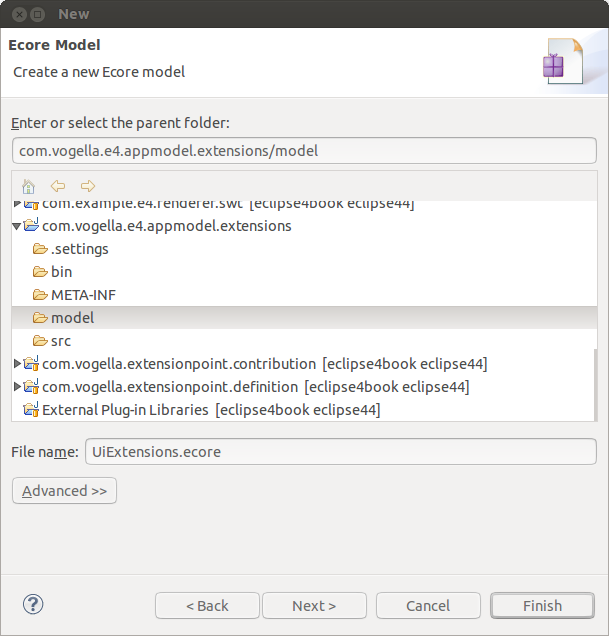 New
Ecore Model
Create a new Ecore model
Enter or select the parent folder:
com.vogella.e4.appmodel.extensions/model
com.example.e4.renderer.swt [eclipse4book eclipse44]
com.vogella.e4.appmodel.extensions
.settings
bin
META-INF
model
src
com.vogella.extensionpoint.contribution [eclipse4book eclipse44]
com.vogella.extensionpoint.definition [eclipse4book eclipse44]
External Plug-in Libraries [eclipse4book eclipse44]
File name: UiExtensions.ecore
Advanced >>
? < Back Next > Cancel Finish